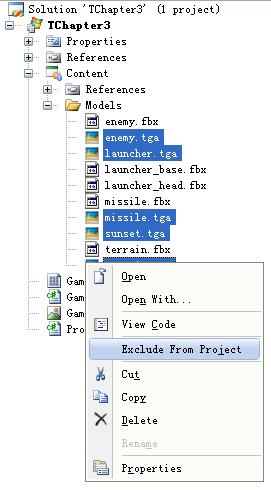 Solution 'TChapter3' (1 project)
TChapter3
Properties
References
Content
References
Models
enemy.fbx
enemy.tga
launcher.tga
launcher_base.fbx
launcher_head.fbx
missile.fbx
missile.tga
sunset.tga
terrain.fbx
Gam
Gam
Gam
Pro
Open
Open With...
View Code
Exclude From Project
Cut
Copy
Delete
Rename
Properties